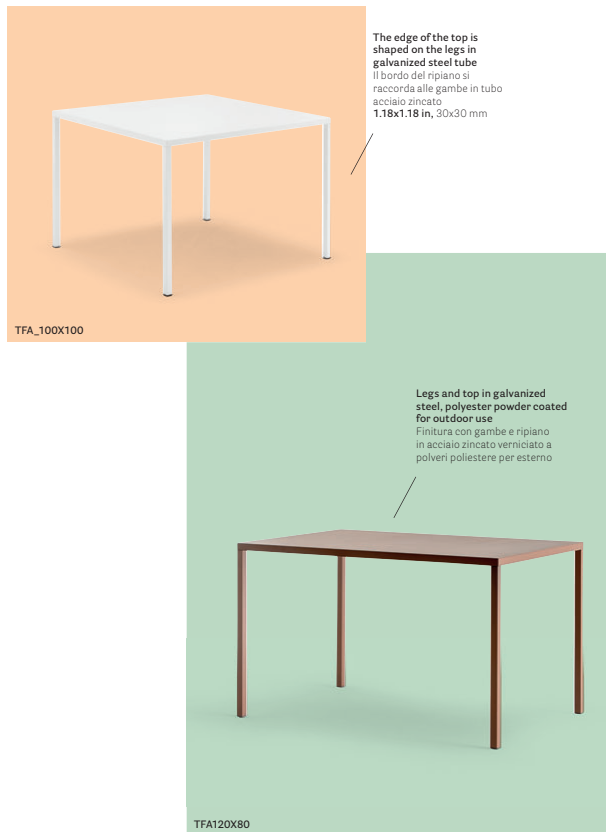 The edge of the top is
shaped on the legs in
galvanized steel tube
Il bordo del ripiano si
raccorda alle gambe in tubo
acciaio zincato
1.18x1.18 in, 30x30 mm
TFA_100X100
Legs and top in galvanized
steel, polyester powder coated
for outdoor use
Finitura con gambe e ripiano
in acciaio zincato verniciato a
polveri poliestere per esterno
TFA120X80